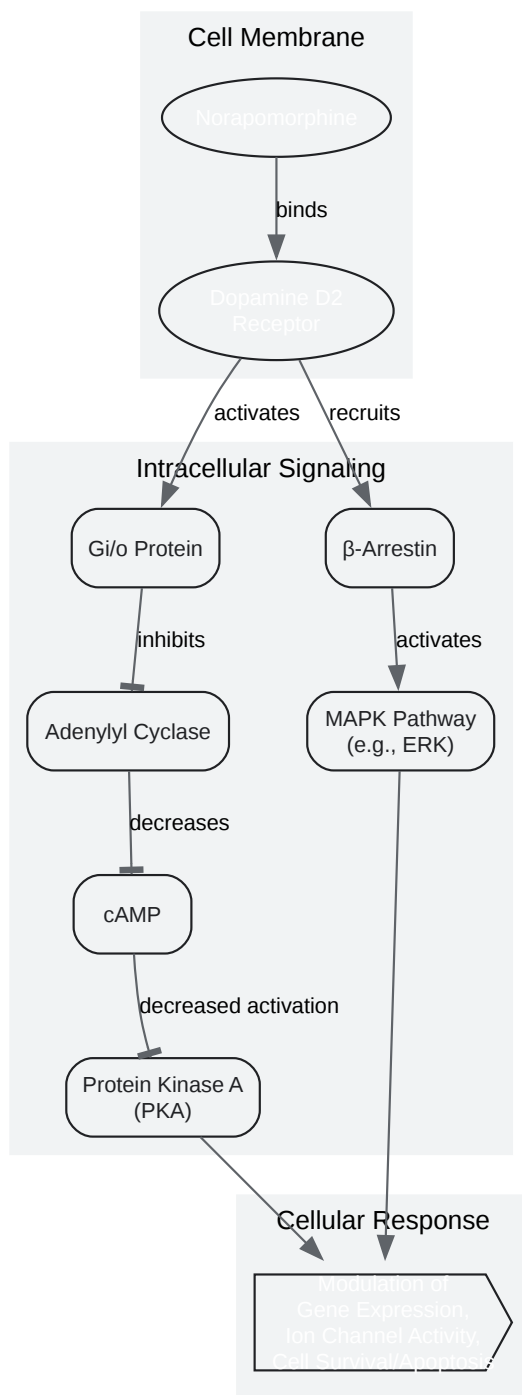 Cell Membrane
Norapomorphine
binds
Dopamine D2
Receptor
activates
recruits
Intracellular Signaling
Gi/o Protein
β-Arrestin
inhibits
activates
Adenylyl Cyclase
MAPK Pathway
(e.g., ERK)
decreases
cAMP
decreased activation
Protein Kinase A
(PKA)
Cellular Response
Modulation of
Gene Expression,
Ion Channel Activity,
Cell Survival/Apoptosis